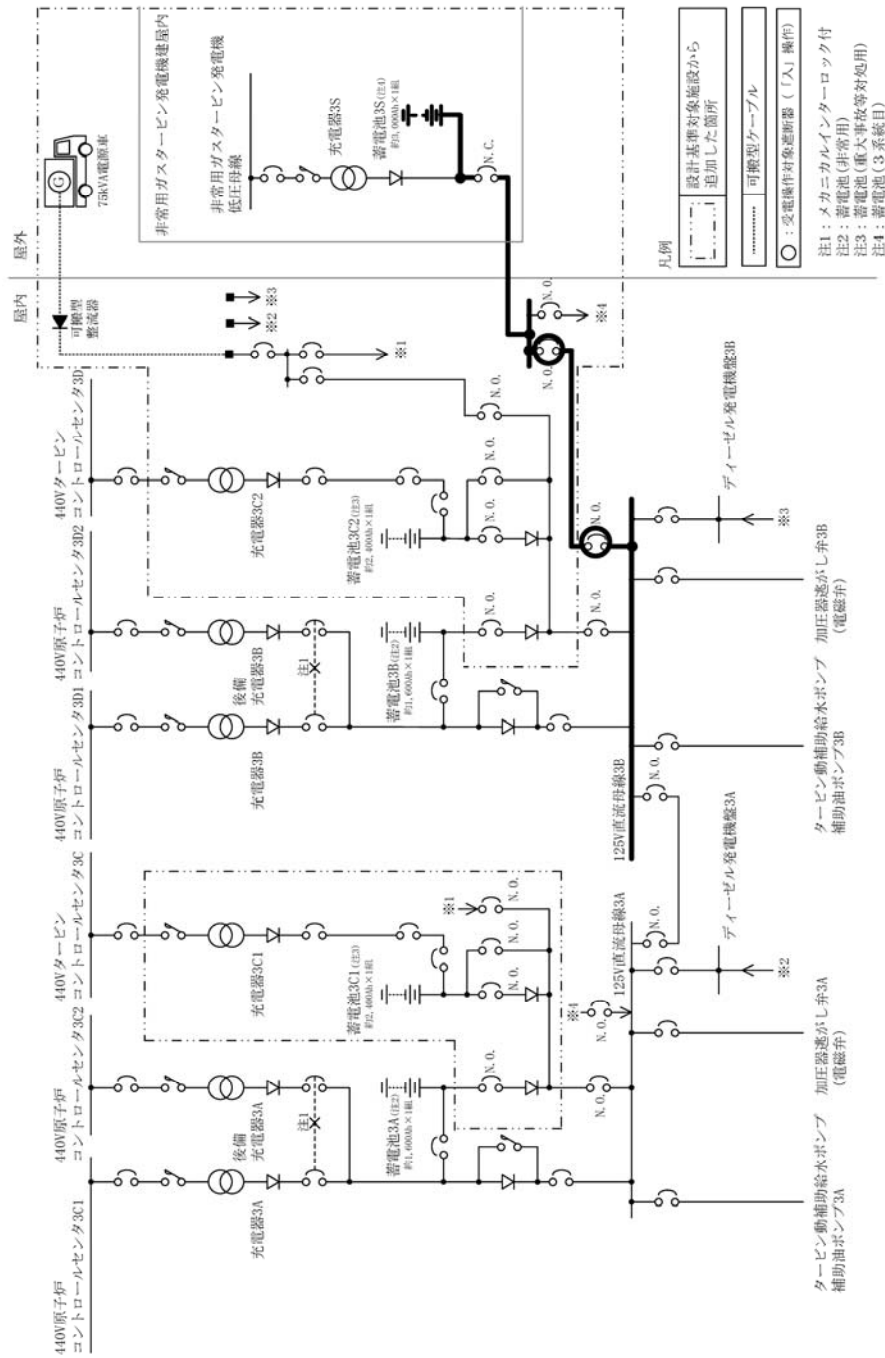 440V原子炉
コントロールセンタ3C1
440V原子炉
コントロールセンタ3C2
440Vタービン
コントロールセンタ3C
440V原子炉
コントロールセンタ3D1
440V原子炉
コントロールセンタ3D2
440Vタービン
コントロールセンタ3D
屋内
屋外
可搬型
整流器
G
75kVA電源車
非常用ガスタービン発電機建屋内
非常用ガスタービン発電機
低圧母線
充電器3S
蓄電池3S(注4)
約3,000Ah×1組
N.C.
充電器3A
後備
充電器3A
注1
蓄電池3A(注2)
約1,600Ah×1組
充電器3C1
蓄電池3C1(注3)
約2,400Ah×1組
※1
N.O.
N.O.
N.O.
N.O.
N.O.
充電器3B
後備
充電器3B
注1
蓄電池3B(注2)
約1,600Ah×1組
充電器3C2
蓄電池3C2(注3)
約2,400Ah×1組
N.O.
N.O.
N.O.
N.O.
N.O.
※1
※2
※3
N.O.
N.O.
※4
N.O.
125V直流母線3A
※4
N.O.
N.O.
125V直流母線3B
N.O.
タービン動補助給水ポンプ
補助油ポンプ3A
加圧器逃がし弁3A
(電磁弁)
ディーゼル発電機盤3A
※2
タービン動補助給水ポンプ
補助油ポンプ3B
加圧器逃がし弁3B
(電磁弁)
ディーゼル発電機盤3B
※3
凡例
設計基準対象施設から
追加した箇所
可搬型ケーブル
:受電操作対象遮断器(「入」操作)
注1:メカニカルインターロック付
注2:蓄電池(非常用)
注3:蓄電池(重大事故等対処用)
注4:蓄電池(3系統目)